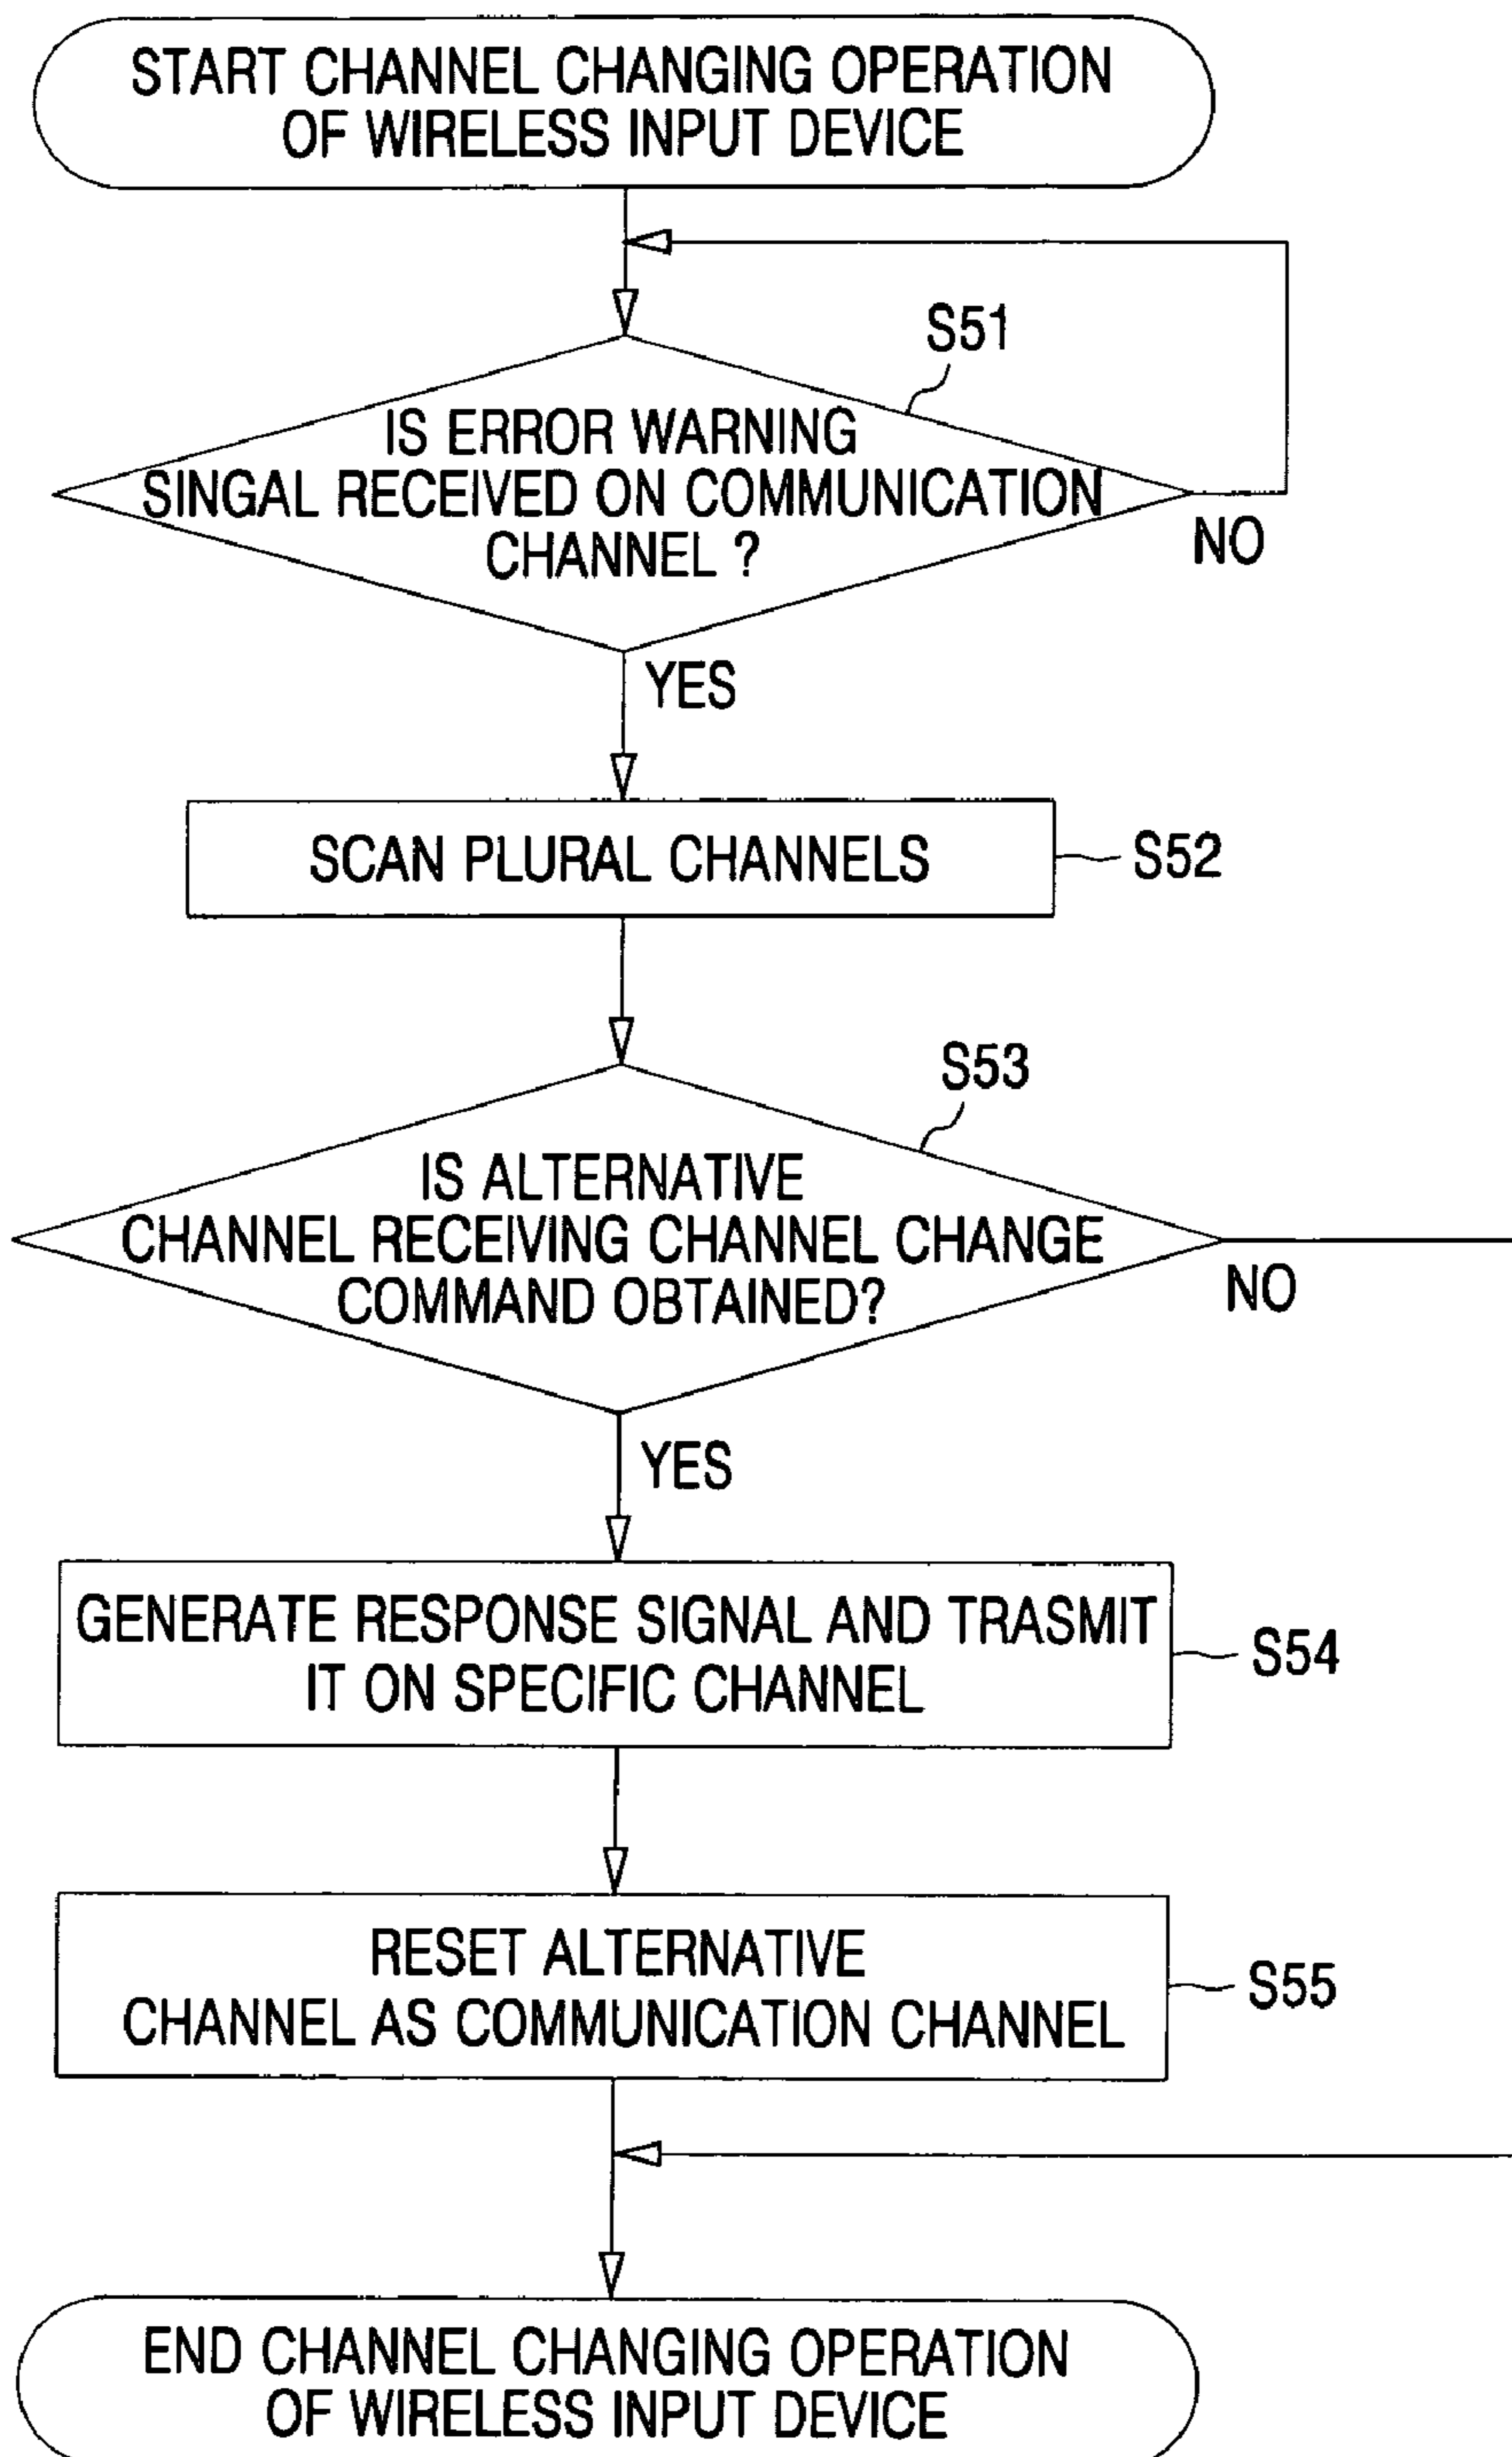 START CHANNEL CHANGING OPERATION
OF WIRELESS INPUT DEVICE
S51
IS ERROR WARNING
SINGAL RECEIVED ON COMMUNICATION
CHANNEL ?
NO
YES
SCAN PLURAL CHANNELS
S52
S53
IS ALTERNATIVE
CHANNEL RECEIVING CHANNEL CHANGE
COMMAND OBTAINED?
NO
YES
GENERATE RESPONSE SIGNAL AND TRASMIT
IT ON SPECIFIC CHANNEL
S54
RESET ALTERNATIVE
CHANNEL AS COMMUNICATION CHANNEL
S55
END CHANNEL CHANGING OPERATION
OF WIRELESS INPUT DEVICE